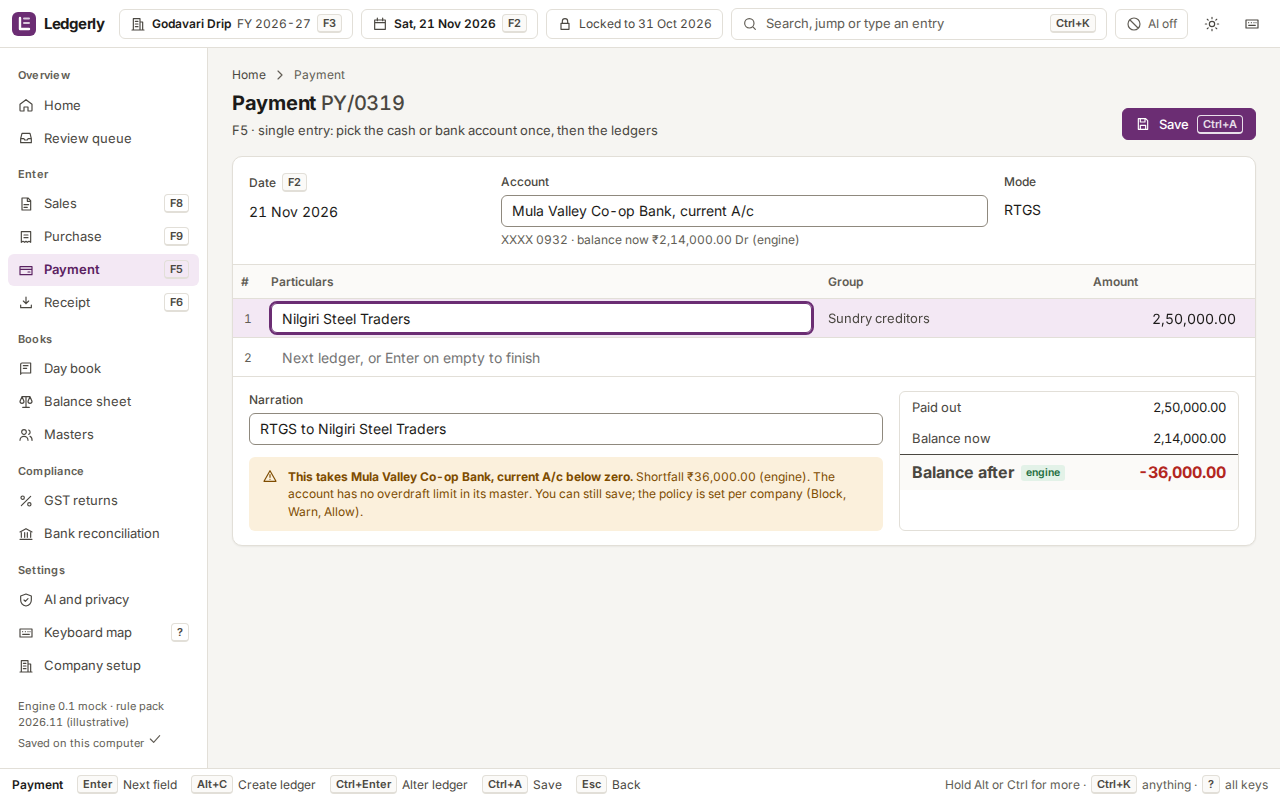 Ledgerly
Godavari Drip FY 2026-27 F3
Sat, 21 Nov 2026 F2
Locked to 31 Oct 2026
Search, jump or type an entry Ctrl+K
AI off
Overview
Home
Review queue
Enter
Sales F8
Purchase F9
Payment F5
Receipt F6
Books
Day book
Balance sheet
Masters
Compliance
GST returns
Bank reconciliation
Settings
AI and privacy
Keyboard map ?
Company setup
Engine 0.1 mock · rule pack
2026.11 (illustrative)
Saved on this computer
Home > Payment
Payment PY/0319
F5 · single entry: pick the cash or bank account once, then the ledgers
Save Ctrl+A
Date F2
21 Nov 2026
Account
Mula Valley Co-op Bank, current A/c
XXXX 0932 · balance now ₹2,14,000.00 Dr (engine)
Mode
RTGS
# Particulars Group Amount
1 Nilgiri Steel Traders Sundry creditors 2,50,000.00
2 Next ledger, or Enter on empty to finish
Narration
RTGS to Nilgiri Steel Traders
This takes Mula Valley Co-op Bank, current A/c below zero. Shortfall ₹36,000.00 (engine). The
account has no overdraft limit in its master. You can still save; the policy is set per company (Block,
Warn, Allow).
Paid out 2,50,000.00
Balance now 2,14,000.00
Balance after engine -36,000.00
Payment Enter Next field Alt+C Create ledger Ctrl+Enter Alter ledger Ctrl+A Save Esc Back
Hold Alt or Ctrl for more · Ctrl+K anything · ? all keys